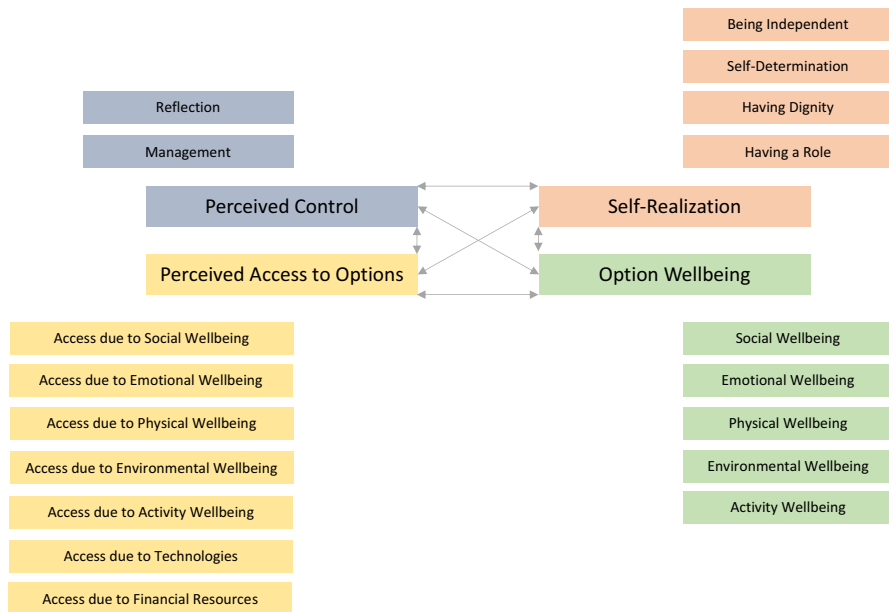 Being Independent
Self-Determination
Reflection
Having Dignity
Management
Having a Role
Perceived Control
Self-Realization
Perceived Access to Options
Option Wellbeing
Access due to Social Wellbeing
Social Wellbeing
Access due to Emotional Wellbeing
Emotional Wellbeing
Access due to Physical Wellbeing
Physical Wellbeing
Access due to Environmental Wellbeing
Environmental Wellbeing
Access due to Activity Wellbeing
Activity Wellbeing
Access due to Technologies
Access due to Financial Resources